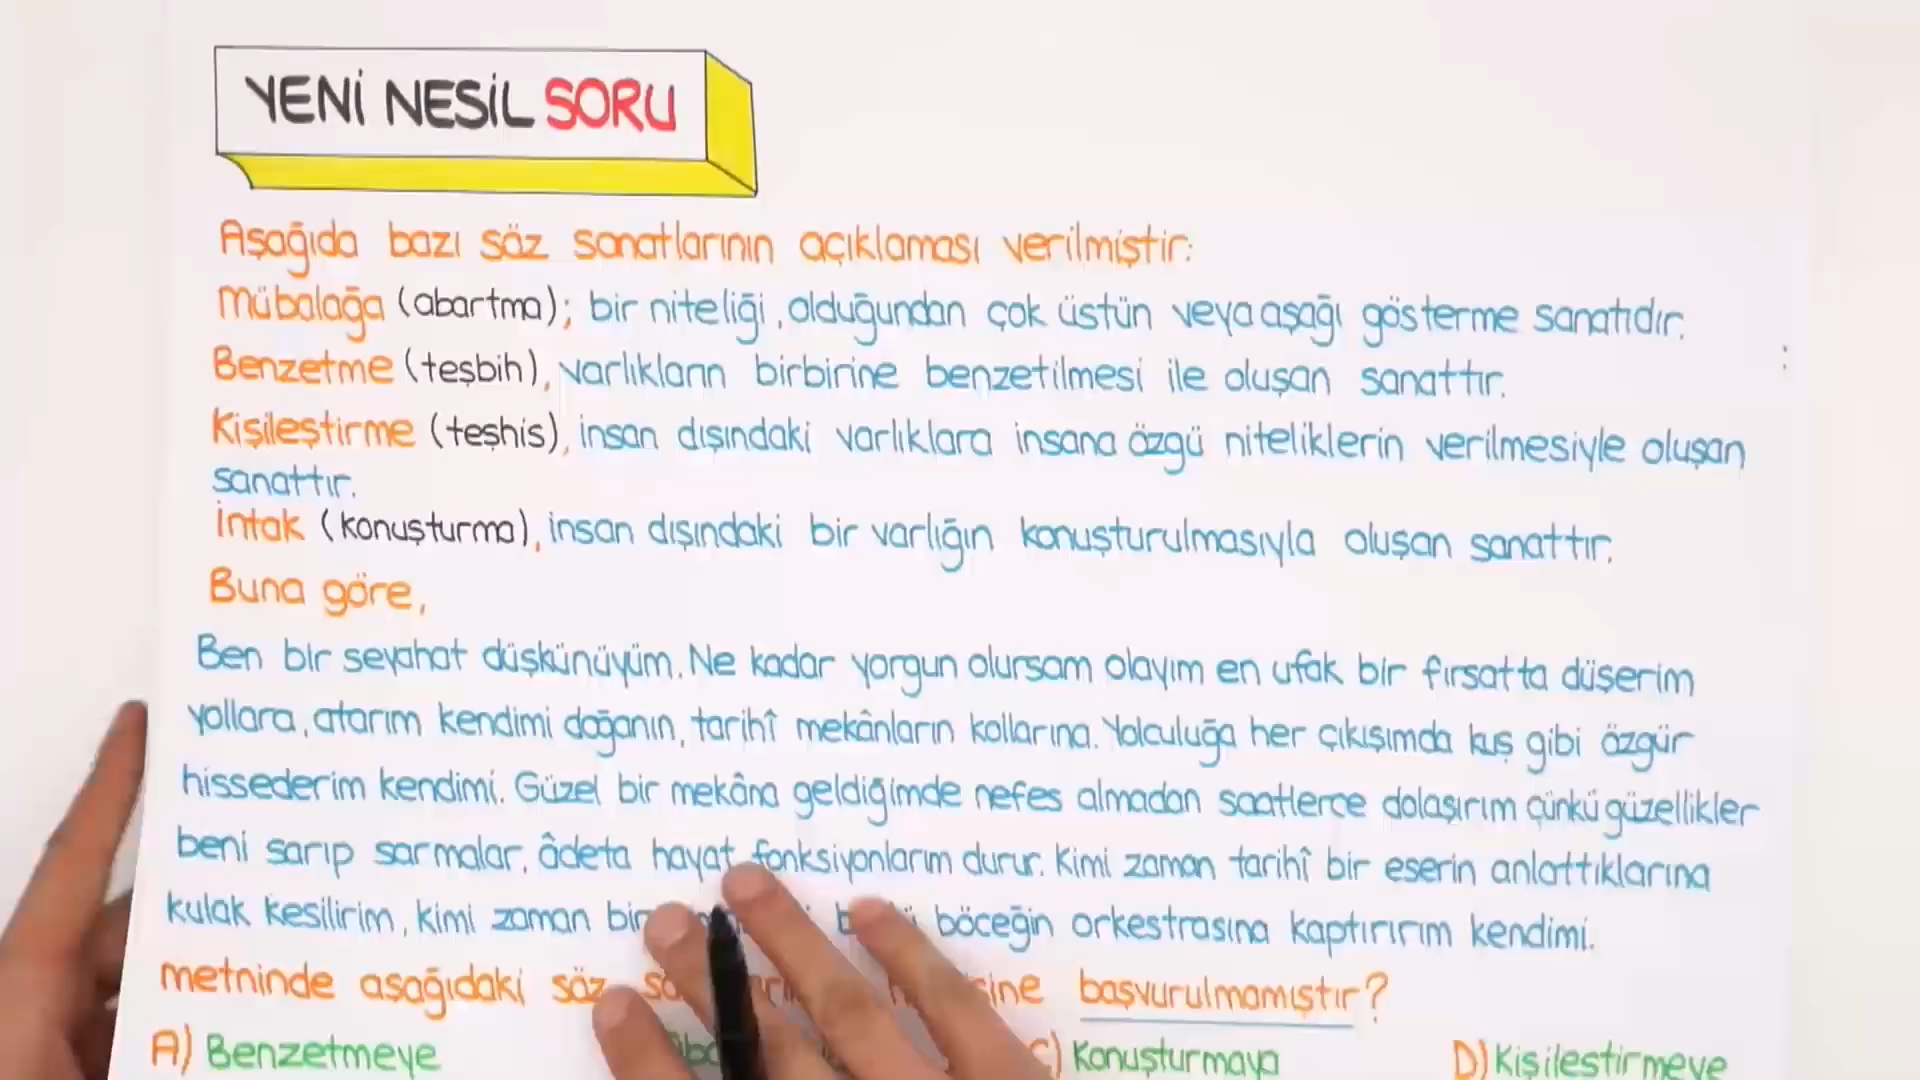 YENİ NESİL SORU
Aşağıda bazı söz sanatlarının açıklaması verilmiştir:
Mübalağa (abartma); bir niteliği, olduğundan çok üstün veya aşağı gösterme sanatıdır.
Benzetme (teşbih), varlıkların birbirine benzetilmesi ile oluşan sanattır.
Kişileştirme (teşhis), insan dışındaki varlıklara insana özgü niteliklerin verilmesiyle oluşan
sanattır.
İntak (konuşturma), insan dışındaki bir varlığın konuşturulmasıyla oluşan sanattır.
Buna göre,
Ben bir seyahat düşkünüyüm. Ne kadar yorgun olursam olayım en ufak bir fırsatta düşerim
yollara, atarım kendimi doğanın, tarihî mekânların kollarına. Yolculuğa her çıkışımda kuş gibi özgür
hissederim kendimi. Güzel bir mekâna geldiğimde nefes almadan saatlerce dolaşırım çünkü güzellikler
beni sarıp sarmalar, âdeta hayat fonksiyonlarım durur. Kimi zaman tarihî bir eserin anlattıklarına
kulak kesilirim, kimi zaman bir böceğin orkestrasına kaptırırım kendimi.
metninde aşağıdaki söz başvurulmamıştır?
A) Benzetmeye C) Konuşturmaya D) Kişileştirmeye